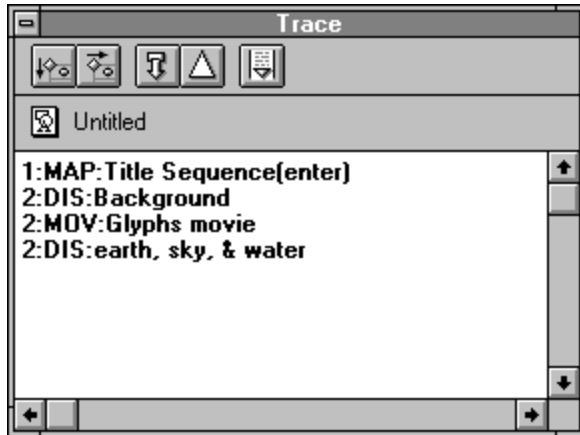 Trace
Untitled
1:MAP:Title Sequence(enter)
2:DIS:Background
2:MOV:Glyphs movie
2:DIS:earth, sky, & water